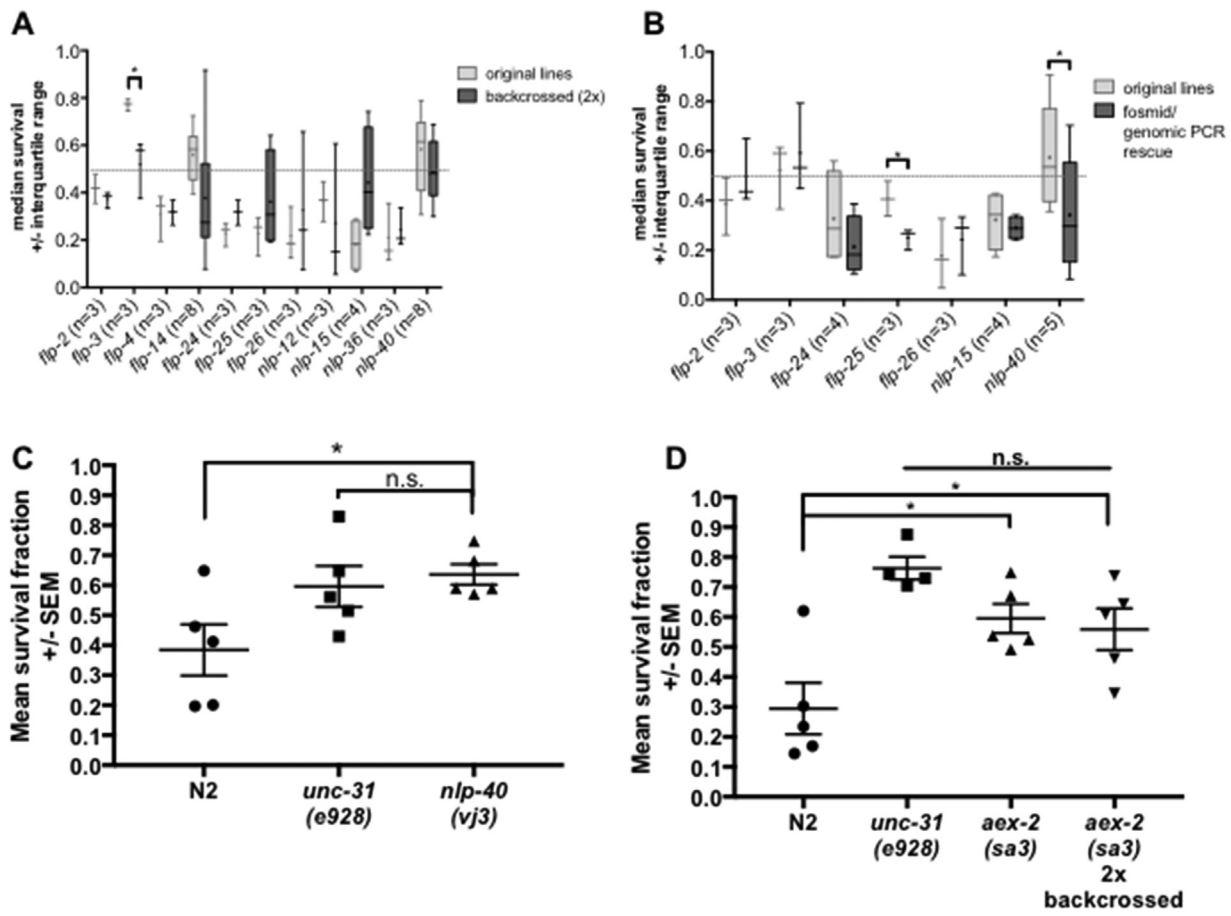 A
median survival
+/- interquartile range
1.0
0.8
0.6
0.4
0.2
0.0
*
original lines
backcrossed (2x)
flp-2 (n=3)
flp-3 (n=3)
flp-4 (n=3)
flp-14 (n=8)
flp-24 (n=3)
flp-25 (n=3)
flp-26 (n=3)
nlp-12 (n=3)
nlp-15 (n=4)
nlp-36 (n=3)
nlp-40 (n=8)
B
median survival
+/- interquartile range
1.0
0.8
0.6
0.4
0.2
0.0
*
*
original lines
fosmid/
genomic PCR
rescue
flp-2 (n=3)
flp-3 (n=3)
flp-24 (n=4)
flp-25 (n=3)
flp-26 (n=3)
nlp-15 (n=4)
nlp-40 (n=5)
C
Mean survival fraction
+/- SEM
1.0
0.9
0.8
0.7
0.6
0.5
0.4
0.3
0.2
0.1
0.0
*
n.s.
N2
unc-31
(e928)
nlp-40
(vj3)
D
Mean survival fraction
+/- SEM
1.0
0.9
0.8
0.7
0.6
0.5
0.4
0.3
0.2
0.1
0.0
n.s.
*
*
N2
unc-31
(e928)
aex-2
(sa3)
aex-2
(sa3)
2x
backcrossed